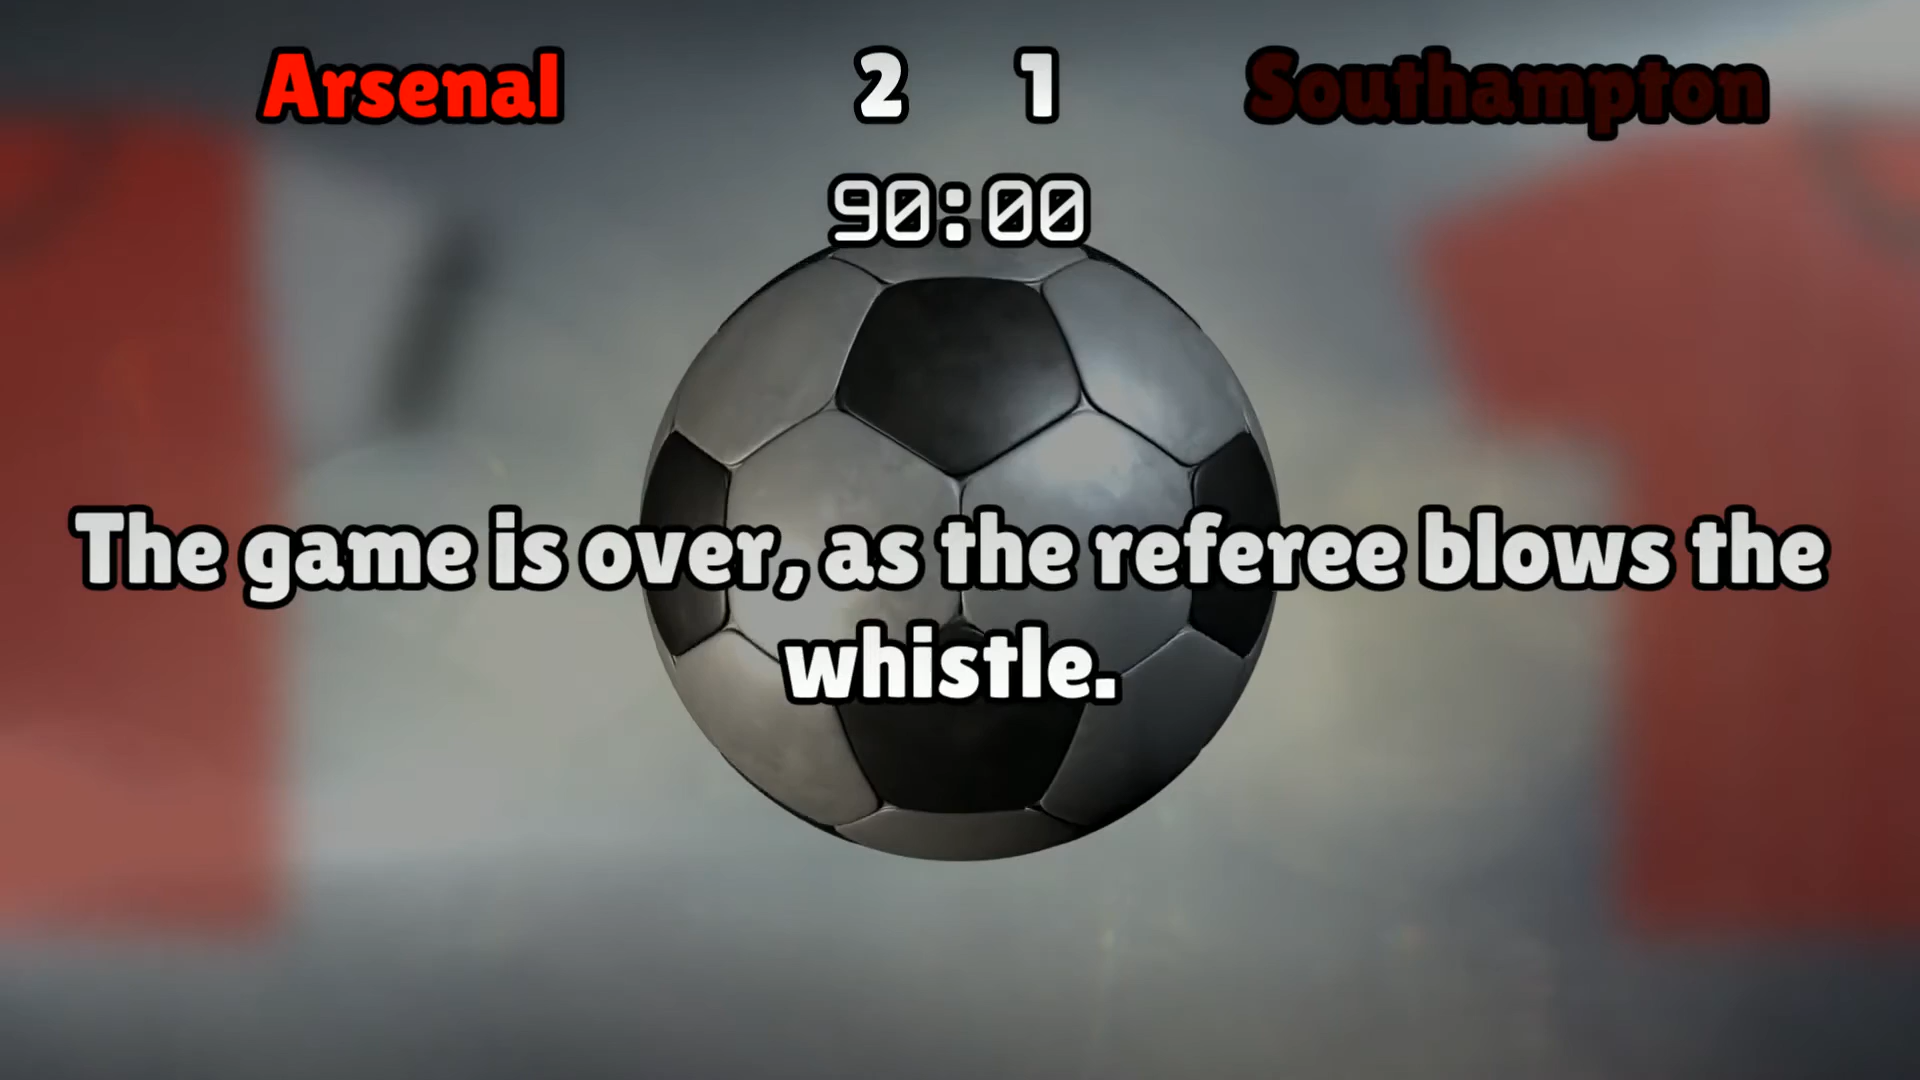 Arsenal 2 1 Southampton
90:00
The game is over, as the referee blows the
whistle.